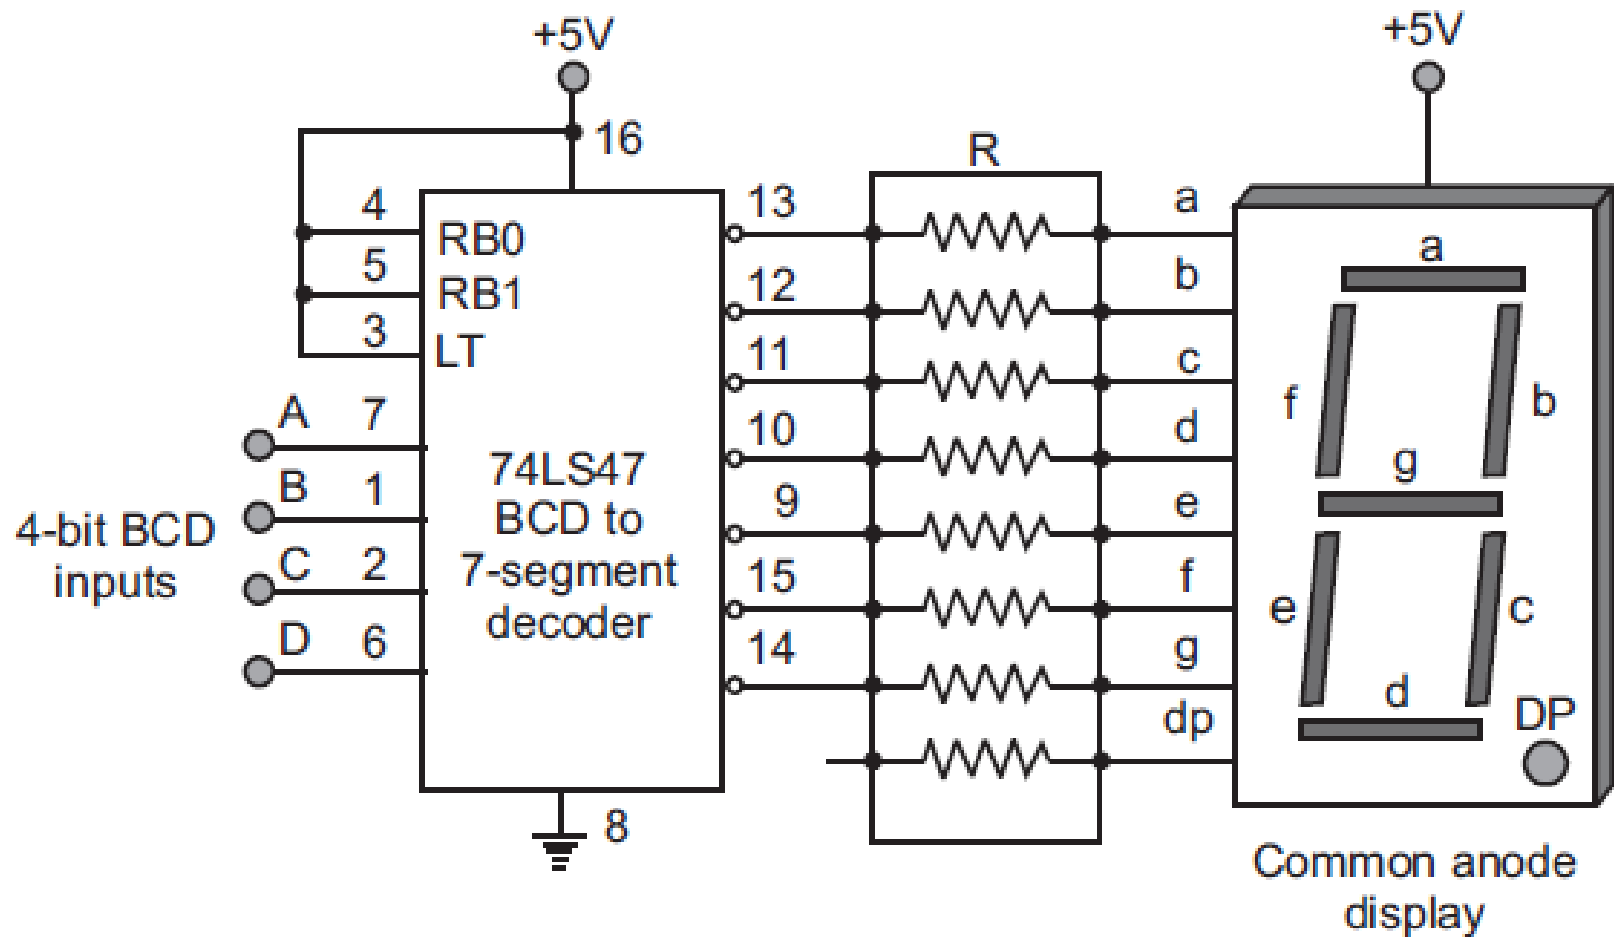 +5V
+5V
16
R
4
RB0
5
RB1
3
LT
A
7
B
1
C
2
D
6
4-bit BCD
inputs
74LS47
BCD to
7-segment
decoder
8
13
12
11
10
9
15
14
a
b
c
d
e
f
g
dp
a
f
b
g
e
c
d
DP
Common anode
display